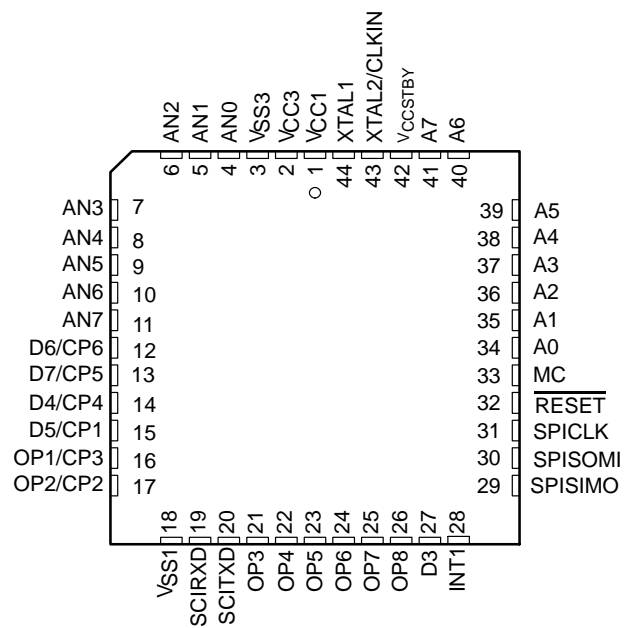 AN2
AN1
AN0
VSS3
VCC3
VCC1
XTAL1
XTAL2/CLKIN
VCCSTBY
A7
A6
6
5
4
3
2
1
44
43
42
41
40
AN3 7
AN4 8
AN5 9
AN6 10
AN7 11
D6/CP6 12
D7/CP5 13
D4/CP4 14
D5/CP1 15
OP1/CP3 16
OP2/CP2 17
39 A5
38 A4
37 A3
36 A2
35 A1
34 A0
33 MC
32 RESET
31 SPICLK
30 SPISOMI
29 SPISIMO
18
19
20
21
22
23
24
25
26
27
28
VSS1
SCIRXD
SCITXD
OP3
OP4
OP5
OP6
OP7
OP8
D3
INT1